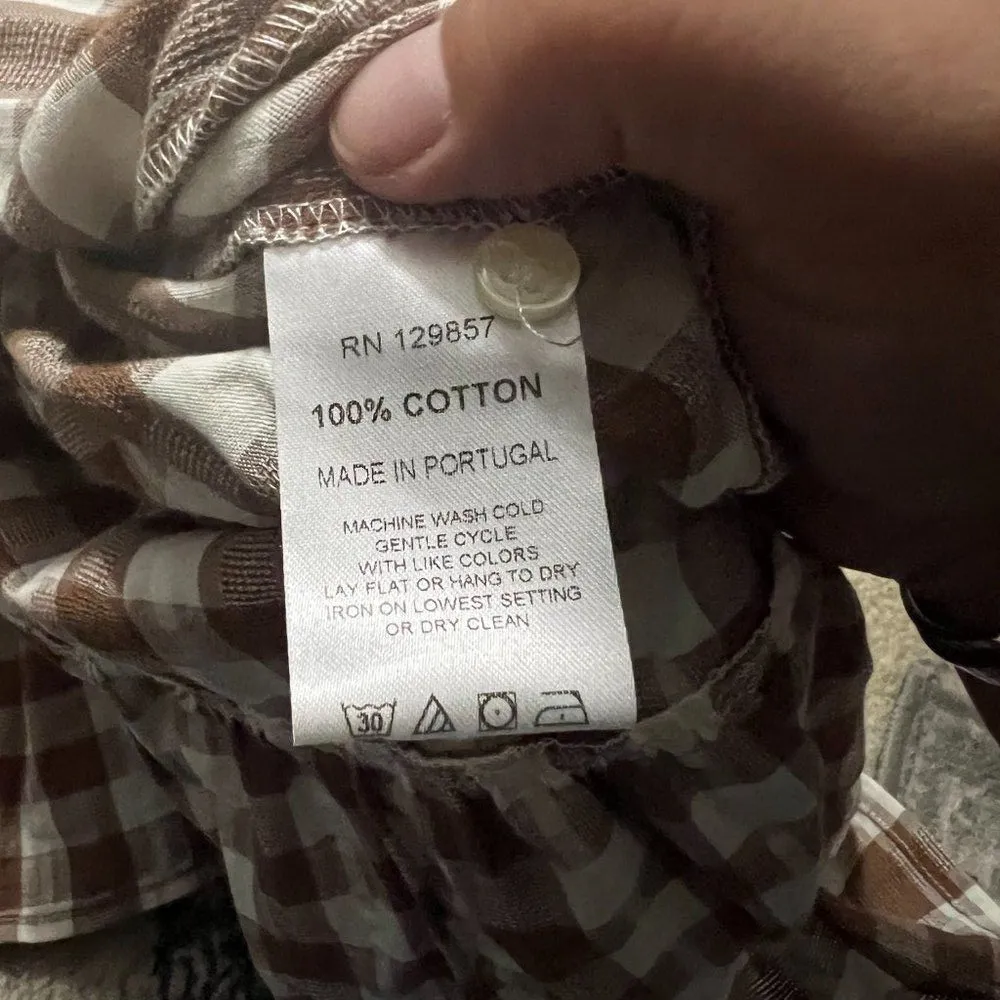 RN 129857
100% COTTON
MADE IN PORTUGAL
MACHINE WASH COLD
GENTLE CYCLE
WITH LIKE COLORS
LAY FLAT OR HANG TO DRY
IRON ON LOWEST SETTING
OR DRY CLEAN
30